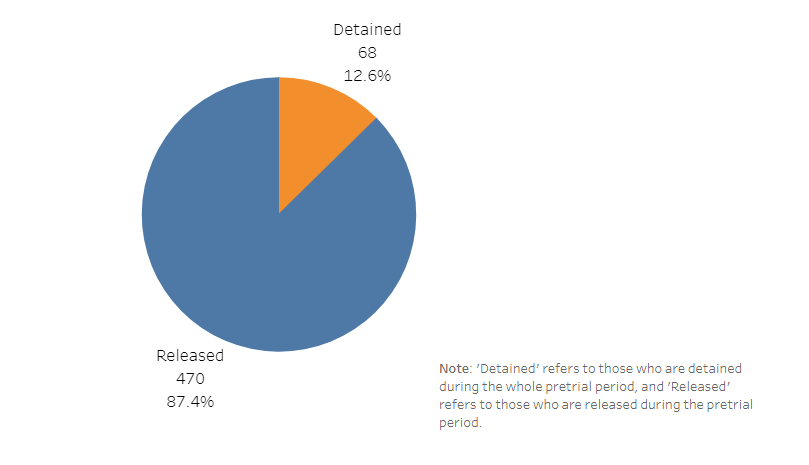 Detained
68
12.6%
Released
470
87.4%
Note: 'Detained' refers to those who are detained
during the whole pretrial period, and 'Released'
refers to those who are released during the pretrial
period.